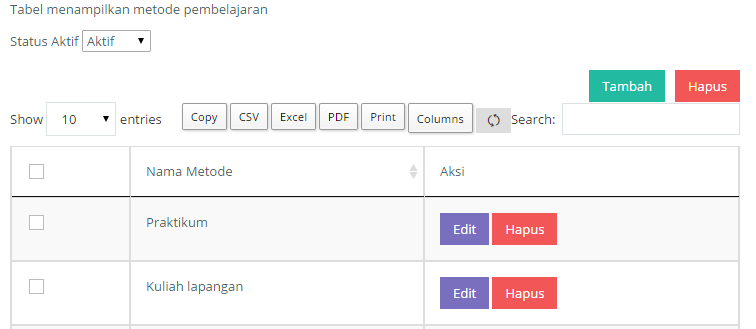 Tabel menampilkan metode pembelajaran
Status Aktif Aktif
Tambah Hapus
Show 10 entries Copy CSV Excel PDF Print Columns Search:
Nama Metode Aksi
Praktikum Edit Hapus
Kuliah lapangan Edit Hapus